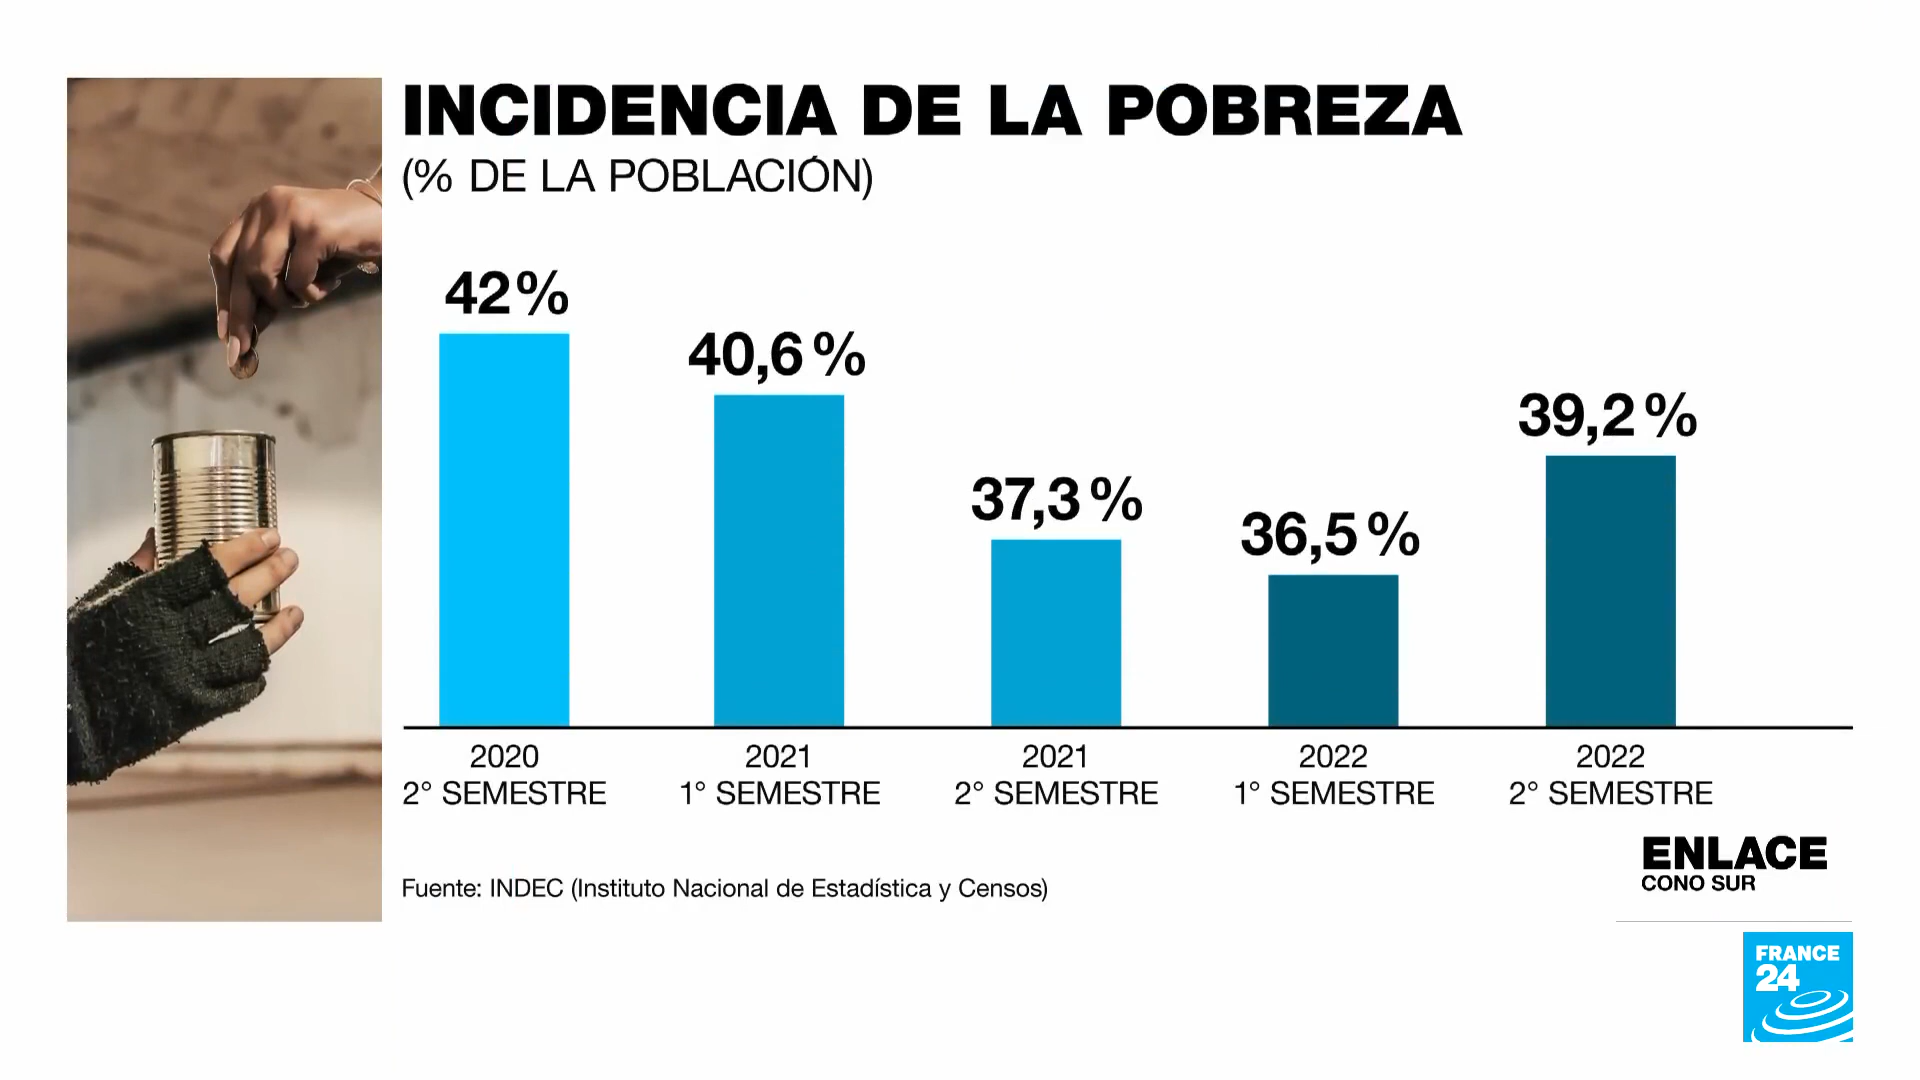 INCIDENCIA DE LA POBREZA
(% DE LA POBLACIÓN)
42%
40,6%
37,3%
36,5%
39,2%
2020
2° SEMESTRE
2021
1° SEMESTRE
2021
2° SEMESTRE
2022
1° SEMESTRE
2022
2° SEMESTRE
Fuente: INDEC (Instituto Nacional de Estadística y Censos)
ENLACE
CONO SUR
FRANCE
24